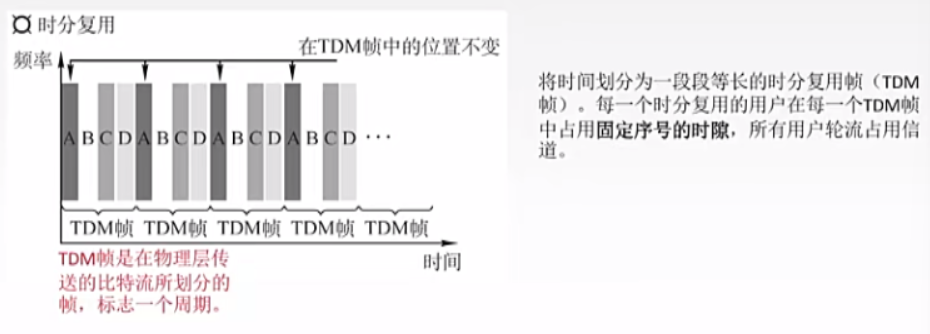 ¤ 时分复用
频率
在TDM帧中的位置不变
A B C D A B C D A B C D A B C D ···
TDM帧 TDM帧 TDM帧 TDM帧 TDM帧
时间
TDM帧是在物理层传
送的比特流所划分的
帧，标志一个周期。
将时间划分为一段段等长的时分复用帧（TDM
帧）。每一个时分复用的用户在每一个TDM帧
中占用固定序号的时隙，所有用户轮流占用信
道。